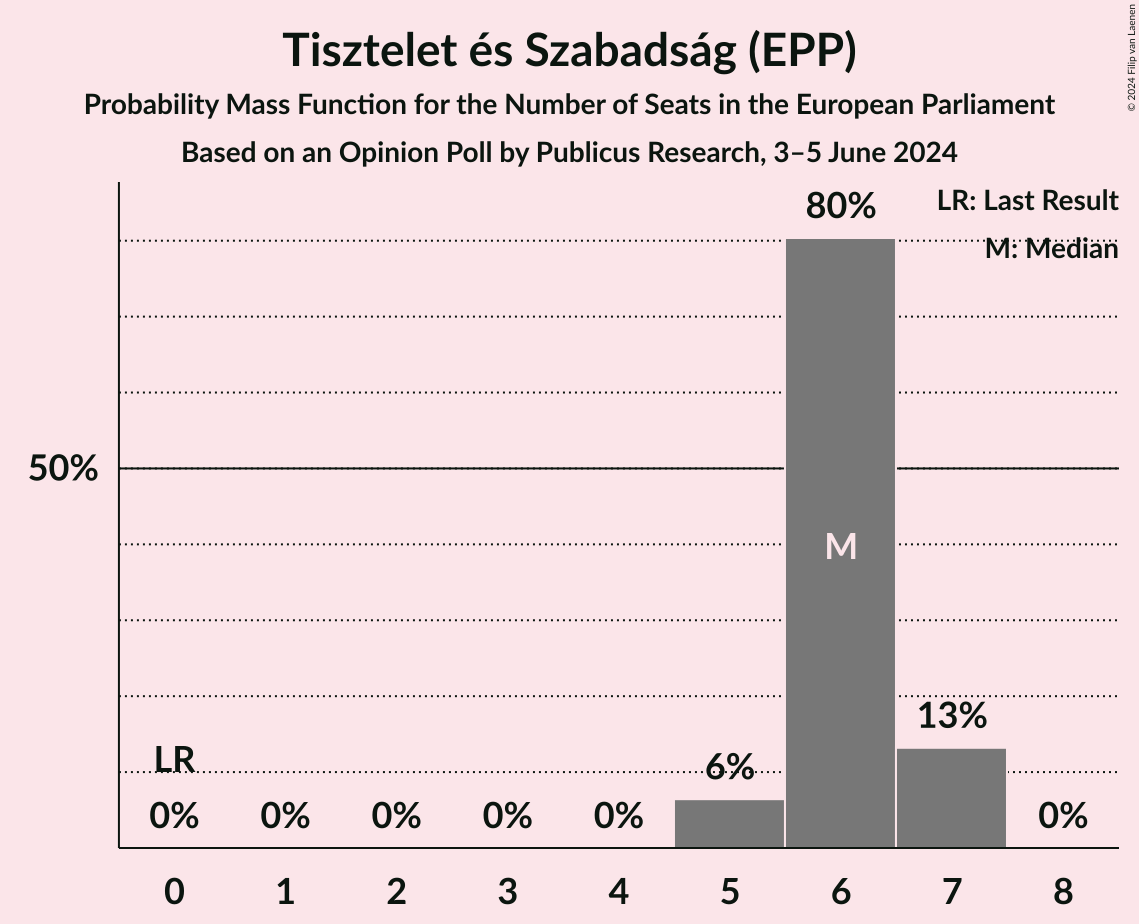 Tisztelet és Szabadság (EPP)
Probability Mass Function for the Number of Seats in the European Parliament
Based on an Opinion Poll by Publicus Research, 3–5 June 2024
© 2024 Filip van Laenen
LR: Last Result
M: Median
80%
50%
M
13%
LR
6%
0% 0% 0% 0% 0% 0%
0 1 2 3 4 5 6 7 8